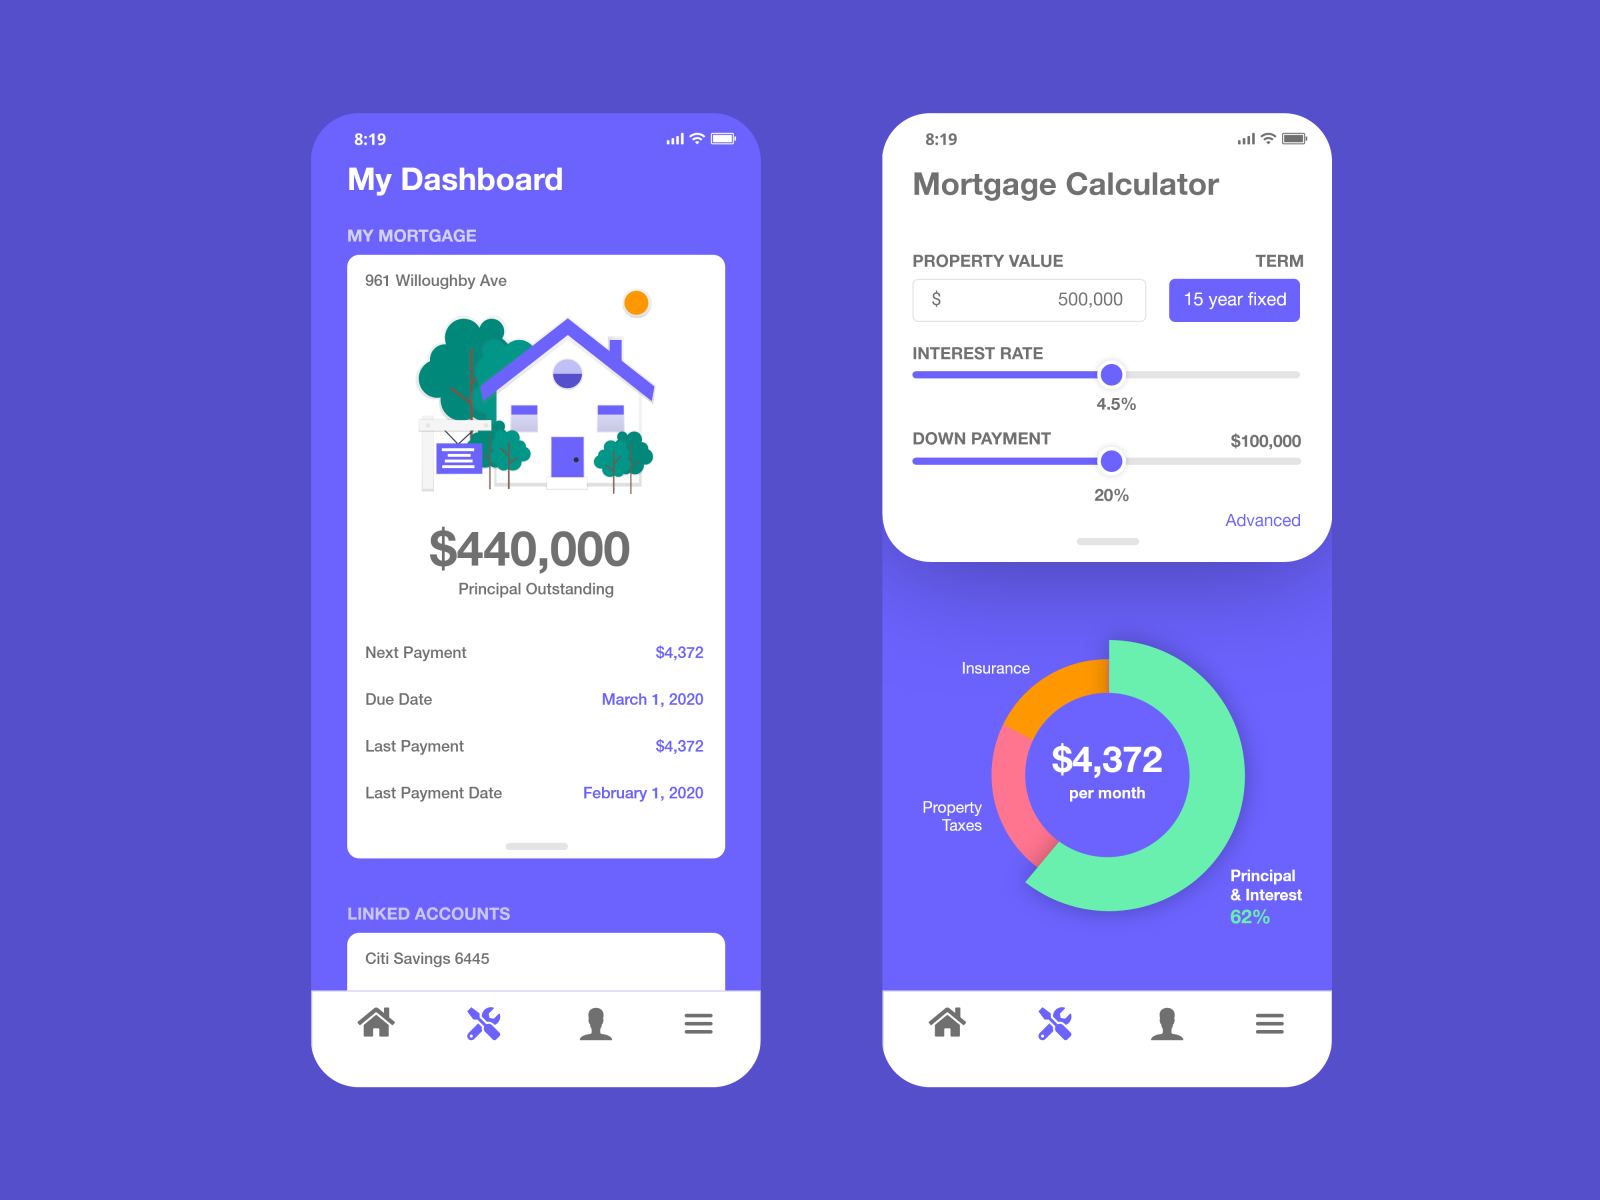 8:19
My Dashboard
MY MORTGAGE
961 Willoughby Ave
$440,000
Principal Outstanding
Next Payment $4,372
Due Date March 1, 2020
Last Payment $4,372
Last Payment Date February 1, 2020
LINKED ACCOUNTS
Citi Savings 6445
8:19
Mortgage Calculator
PROPERTY VALUE TERM
$ 500,000 15 year fixed
INTEREST RATE
4.5%
DOWN PAYMENT $100,000
20%
Advanced
Insurance
$4,372
per month
Property
Taxes
Principal
& Interest
62%